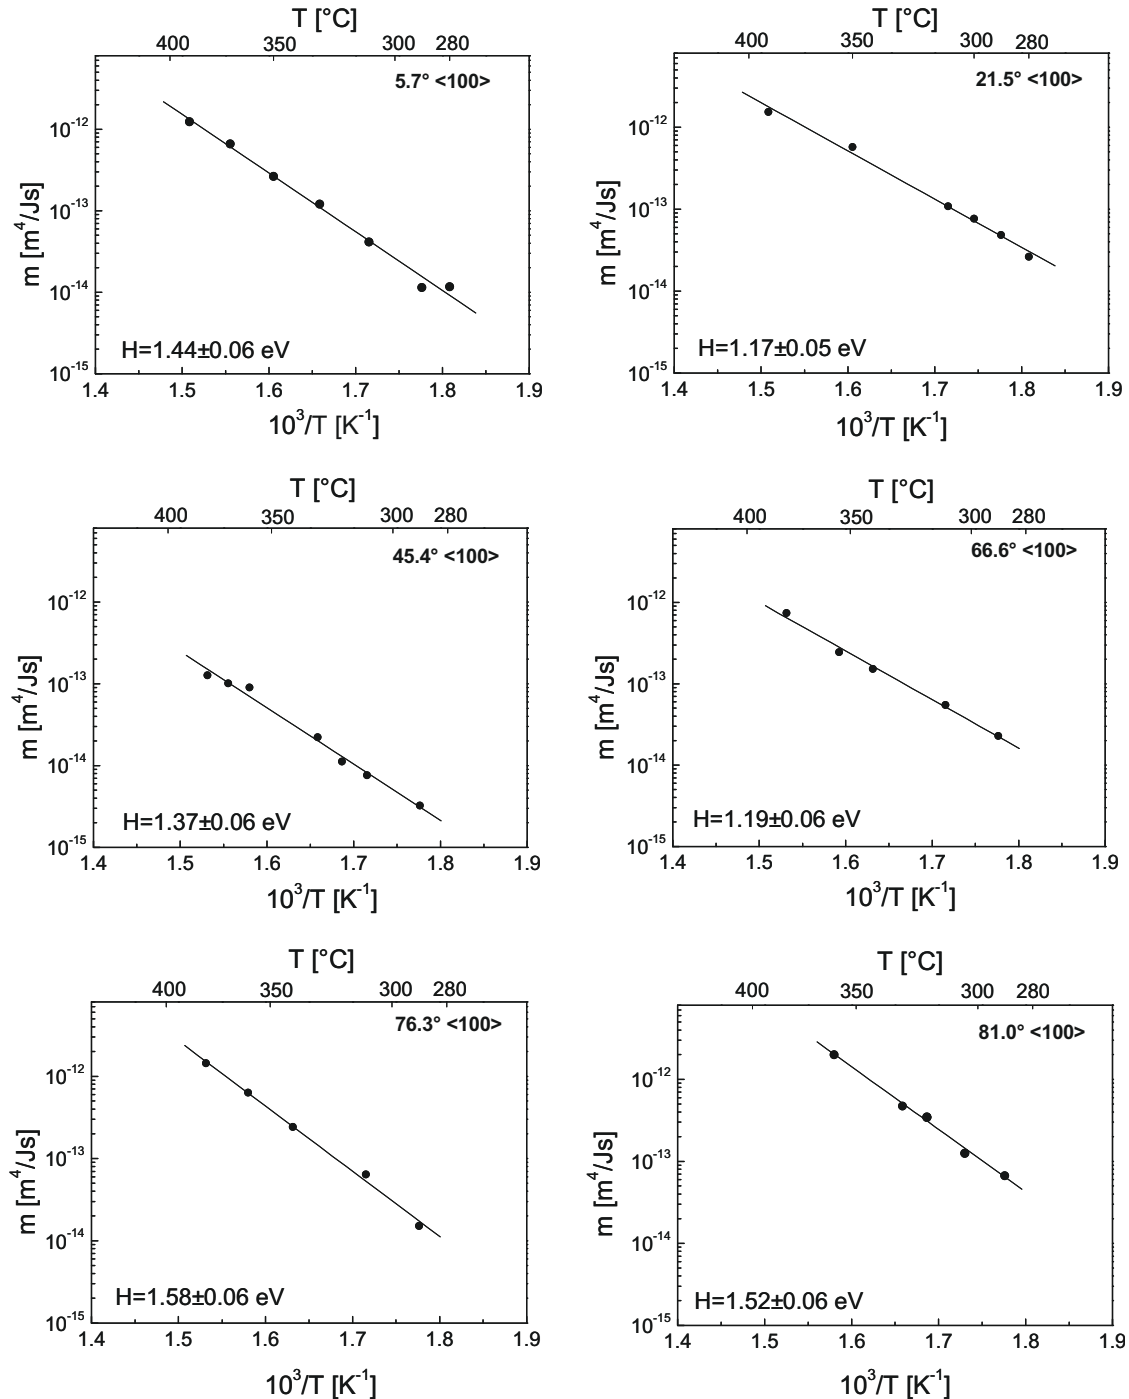 T [°C]
400 350 300 280
5.7° <100>
10⁻¹²
10⁻¹³
10⁻¹⁴
10⁻¹⁵
m [m⁴/Js]
H=1.44±0.06 eV
1.4 1.5 1.6 1.7 1.8 1.9
10³/T [K⁻¹]
T [°C]
400 350 300 280
21.5° <100>
10⁻¹²
10⁻¹³
10⁻¹⁴
10⁻¹⁵
m [m⁴/Js]
H=1.17±0.05 eV
1.4 1.5 1.6 1.7 1.8 1.9
10³/T [K⁻¹]
T [°C]
400 350 300 280
45.4° <100>
10⁻¹²
10⁻¹³
10⁻¹⁴
10⁻¹⁵
m [m⁴/Js]
H=1.37±0.06 eV
1.4 1.5 1.6 1.7 1.8 1.9
10³/T [K⁻¹]
T [°C]
400 350 300 280
66.6° <100>
10⁻¹²
10⁻¹³
10⁻¹⁴
10⁻¹⁵
m [m⁴/Js]
H=1.19±0.06 eV
1.4 1.5 1.6 1.7 1.8 1.9
10³/T [K⁻¹]
T [°C]
400 350 300 280
76.3° <100>
10⁻¹²
10⁻¹³
10⁻¹⁴
10⁻¹⁵
m [m⁴/Js]
H=1.58±0.06 eV
1.4 1.5 1.6 1.7 1.8 1.9
10³/T [K⁻¹]
T [°C]
400 350 300 280
81.0° <100>
10⁻¹²
10⁻¹³
10⁻¹⁴
10⁻¹⁵
m [m⁴/Js]
H=1.52±0.06 eV
1.4 1.5 1.6 1.7 1.8 1.9
10³/T [K⁻¹]